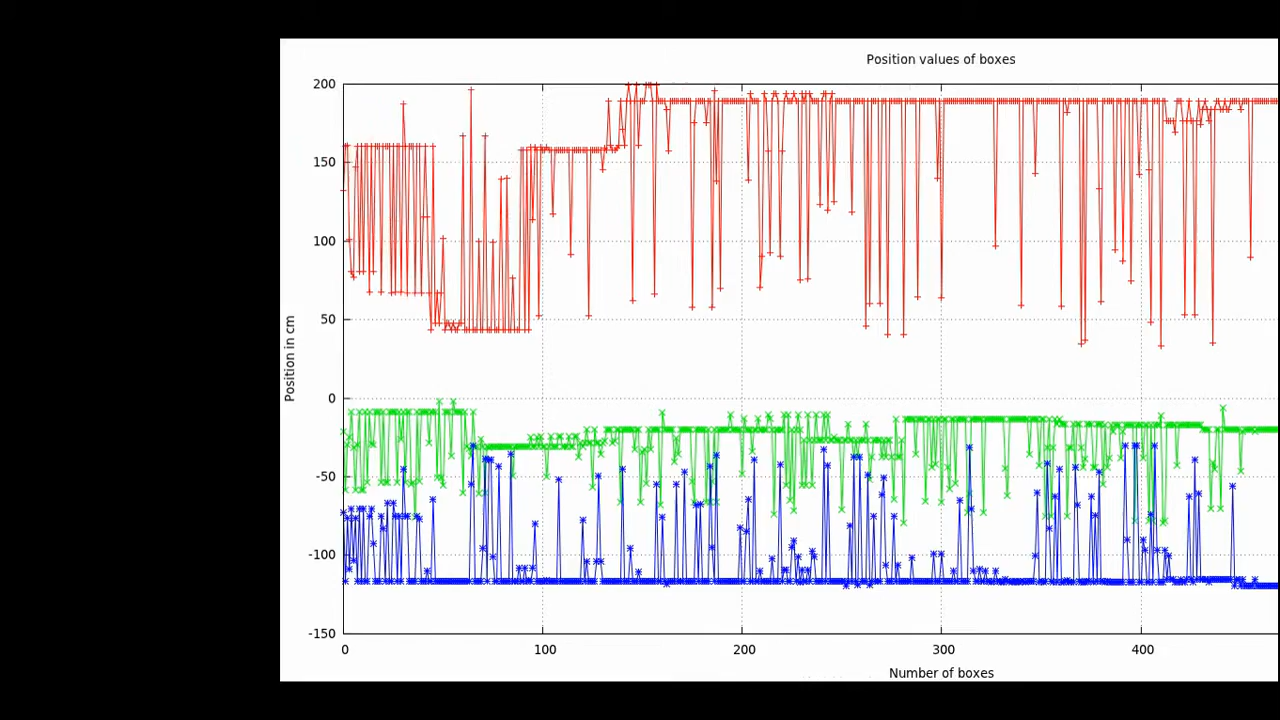 Position values of boxes
200
150
100
50
0
-50
-100
-150
Position in cm
0 100 200 300 400
Number of boxes